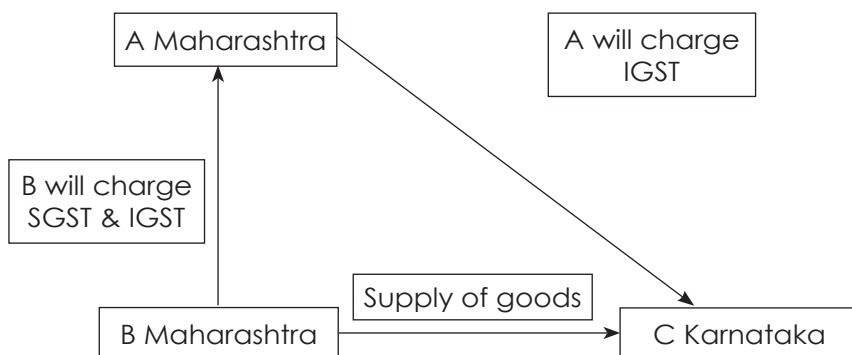 A Maharashtra
A will charge
IGST
B will charge
SGST & IGST
Supply of goods
B Maharashtra
C Karnataka